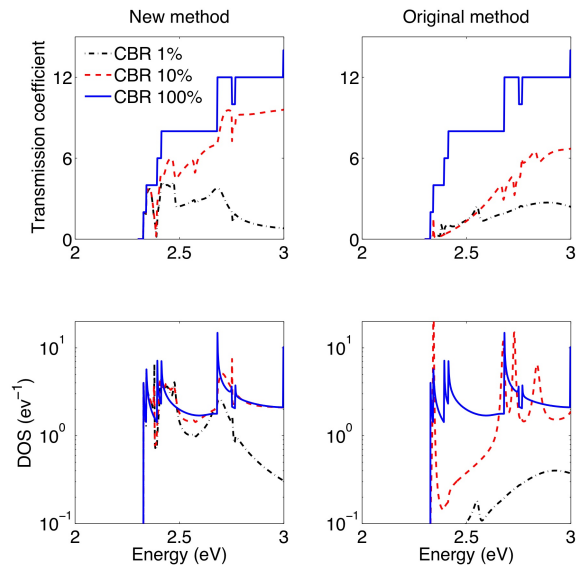 New method
Original method
Transmission coefficient
12
6
0
CBR 1%
CBR 10%
CBR 100%
2
2.5
3
12
6
0
2
2.5
3
DOS (ev⁻¹)
10¹
10⁰
10⁻¹
2
2.5
3
Energy (eV)
10¹
10⁰
10⁻¹
2
2.5
3
Energy (eV)